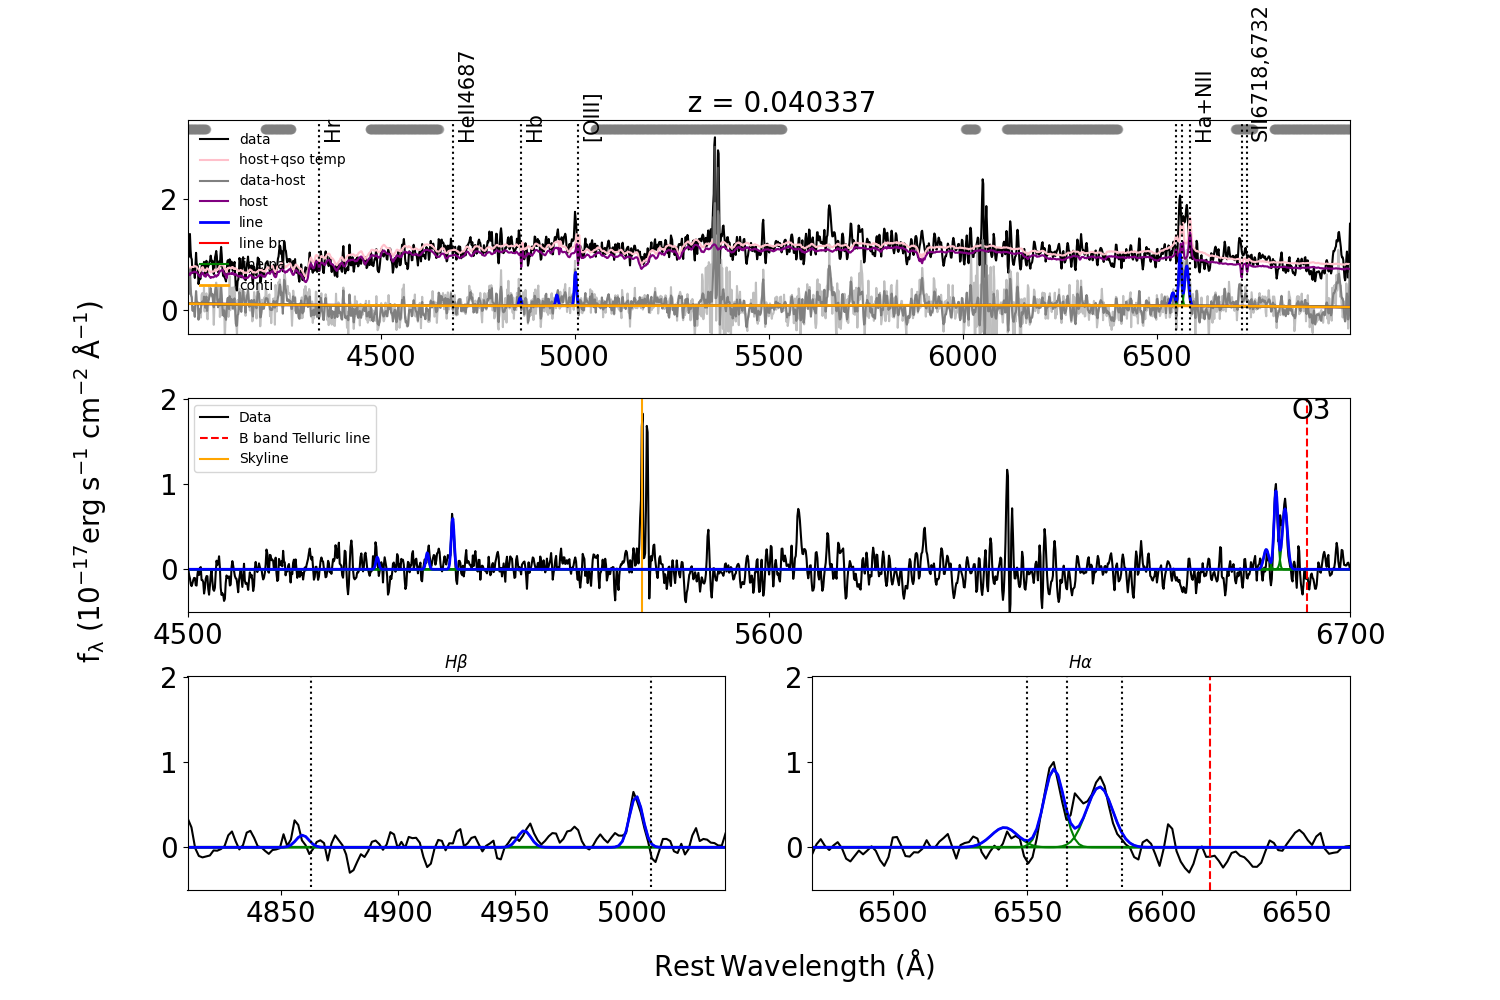 z = 0.040337
Hr
HeII4687
Hb
[OIII]
Ha+NII
SII6718,6732
data
host+qso temp
data-host
host
line
line br
conti
2
0
4500 5000 5500 6000 6500
Data
B band Telluric line
Skyline
O3
2
1
0
4500 5600 6700
fλ (10⁻¹⁷erg s⁻¹ cm⁻² Å⁻¹)
Hβ
2
1
0
4850 4900 4950 5000
Hα
2
1
0
6500 6550 6600 6650
Rest Wavelength (Å)